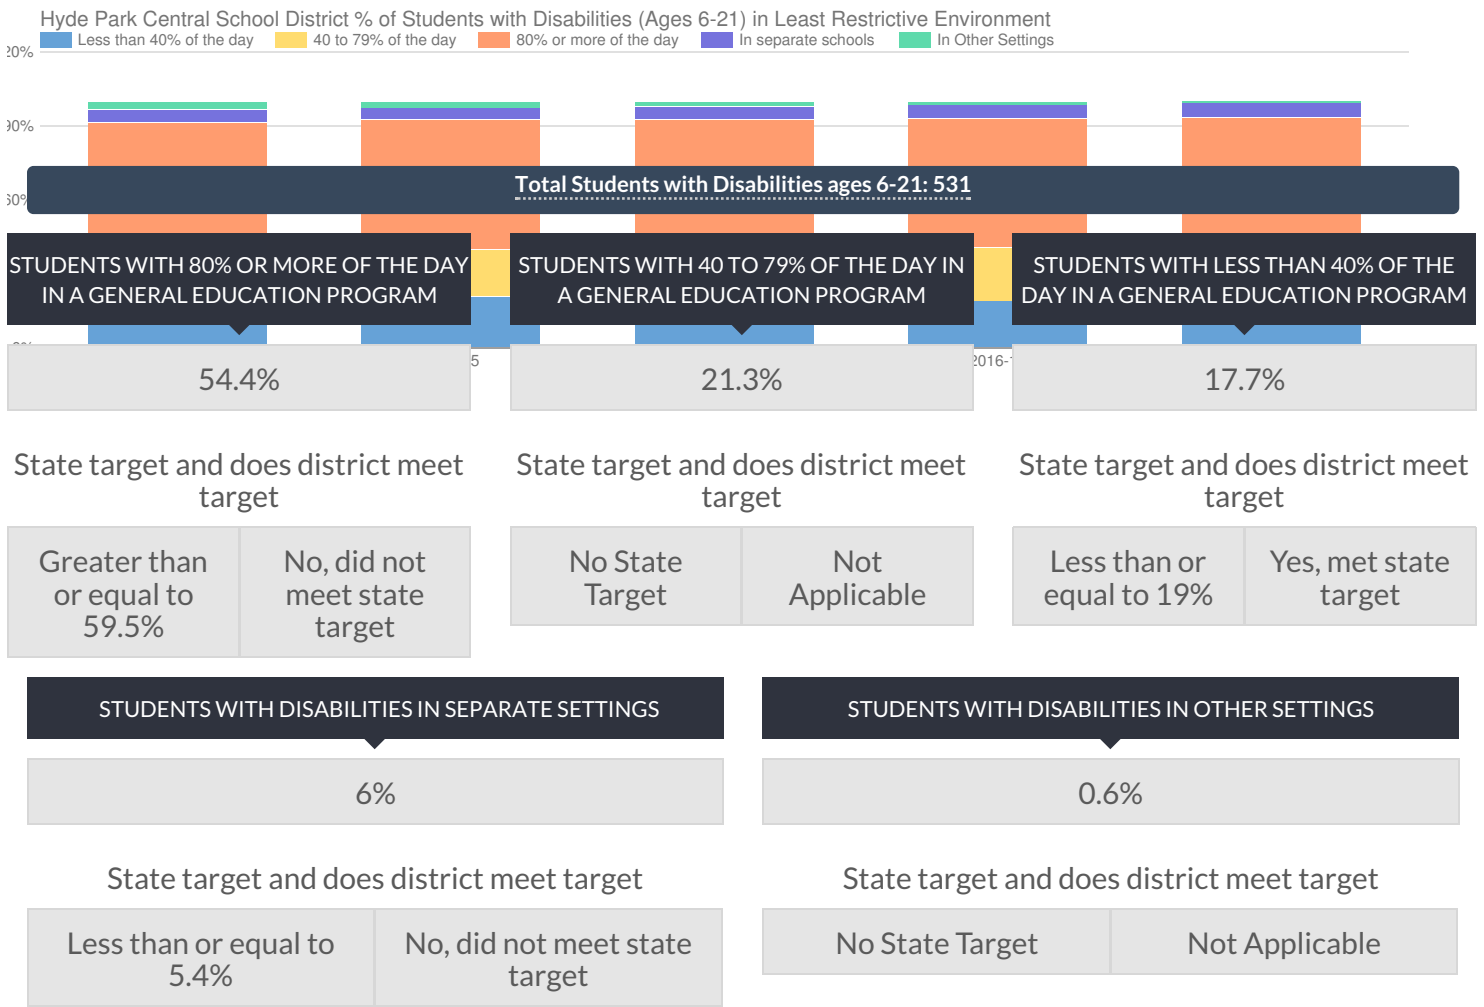 Hyde Park Central School District % of Students with Disabilities (Ages 6-21) in Least Restrictive Environment
Less than 40% of the day
40 to 79% of the day
80% or more of the day
In separate schools
In Other Settings
Total Students with Disabilities ages 6-21: 531
STUDENTS WITH 80% OR MORE OF THE DAY
IN A GENERAL EDUCATION PROGRAM
54.4%
State target and does district meet
target
Greater than
or equal to
59.5%
No, did not
meet state
target
STUDENTS WITH 40 TO 79% OF THE DAY IN
A GENERAL EDUCATION PROGRAM
21.3%
State target and does district meet
target
No State
Target
Not
Applicable
STUDENTS WITH LESS THAN 40% OF THE
DAY IN A GENERAL EDUCATION PROGRAM
17.7%
State target and does district meet
target
Less than or
equal to 19%
Yes, met state
target
STUDENTS WITH DISABILITIES IN SEPARATE SETTINGS
6%
State target and does district meet target
Less than or equal to
5.4%
No, did not meet state
target
STUDENTS WITH DISABILITIES IN OTHER SETTINGS
0.6%
State target and does district meet target
No State Target
Not Applicable